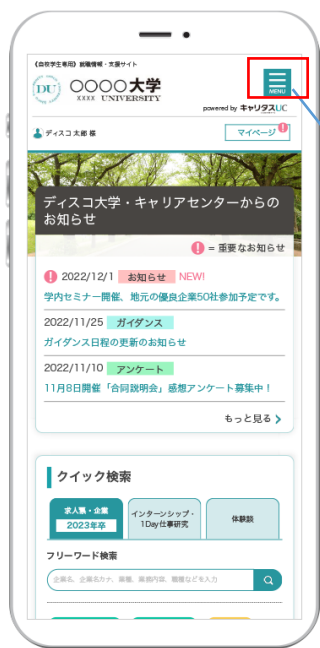 《自校学生専用》就職情報・支援サイト
DU
○○○○大学
XXXX UNIVERSITY
MENU
powered by キャリタスUC
ディスコ太郎 様
マイページ
ディスコ大学・キャリアセンターからのお知らせ
= 重要なお知らせ
2022/12/1 お知らせ NEW!
学内セミナー開催、地元の優良企業50社参加予定です。
2022/11/25 ガイダンス
ガイダンス日程の更新のお知らせ
2022/11/10 アンケート
11月8日開催「合同説明会」感想アンケート募集中！
もっと見る
クイック検索
求人票・企業
2023年卒
インターンシップ・
1Day仕事研究
体験談
フリーワード検索
企業名、企業名カナ、業種、業務内容、職種などを入力